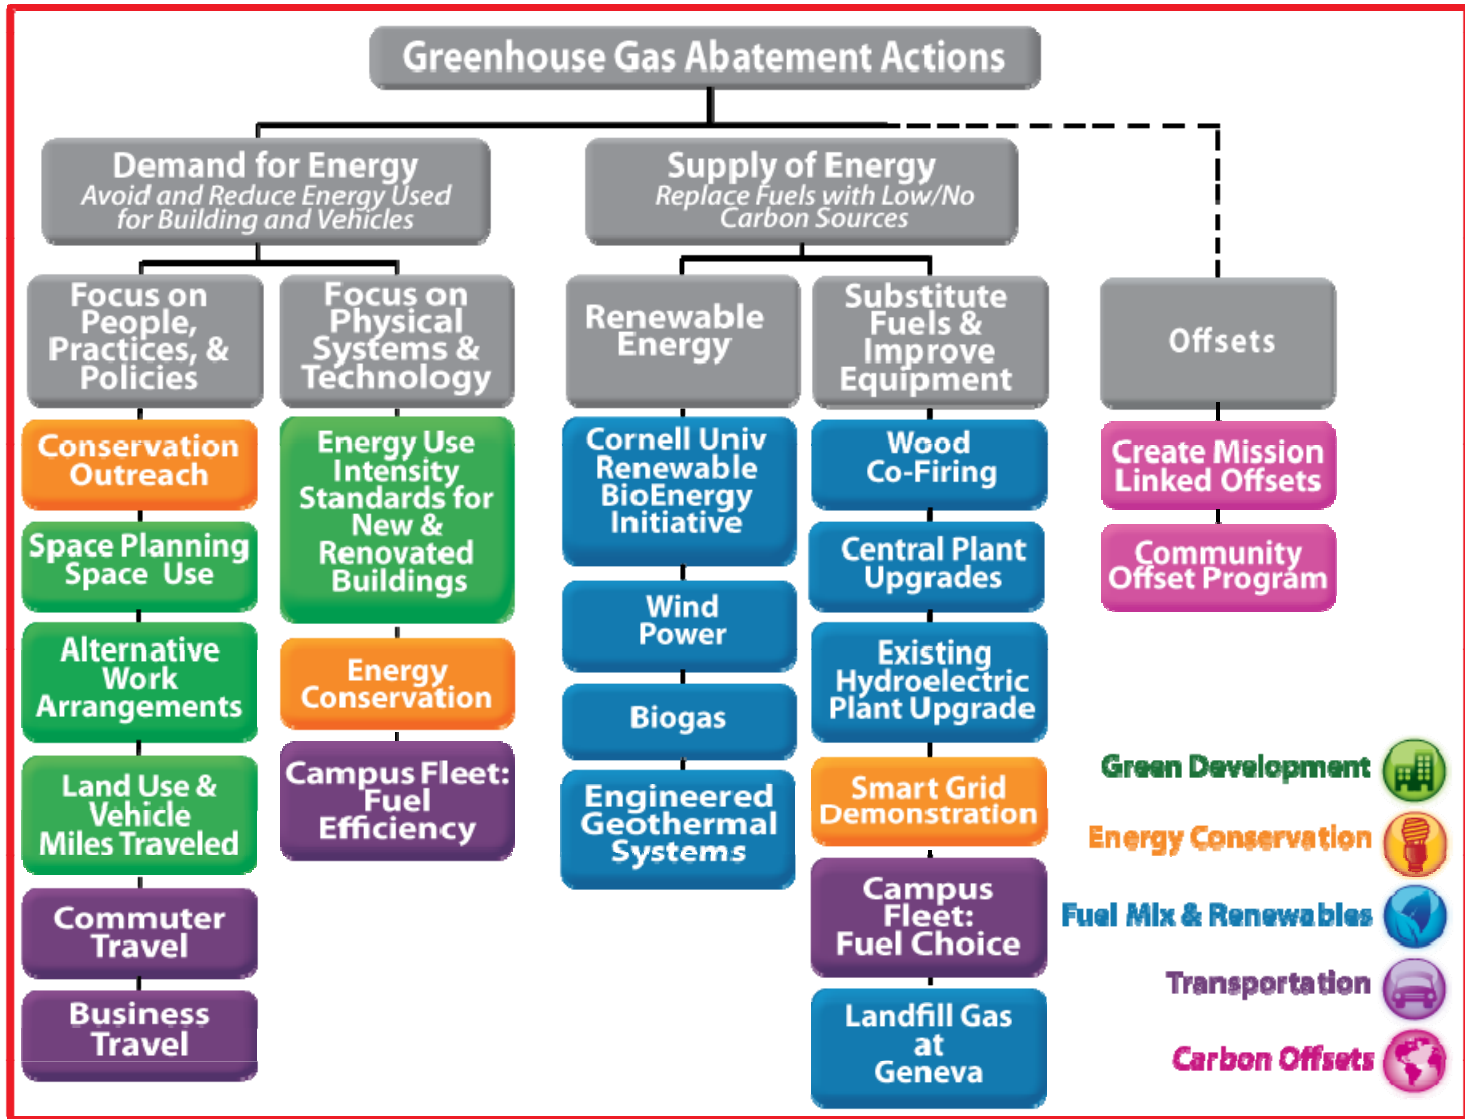 Greenhouse Gas Abatement Actions
Demand for Energy
Avoid and Reduce Energy Used
for Building and Vehicles
Supply of Energy
Replace Fuels with Low/No
Carbon Sources
Focus on
People,
Practices, &
Policies
Focus on
Physical
Systems &
Technology
Renewable
Energy
Substitute
Fuels &
Improve
Equipment
Offsets
Conservation
Outreach
Space Planning
Space Use
Alternative
Work
Arrangements
Land Use &
Vehicle
Miles Traveled
Commuter
Travel
Business
Travel
Energy Use
Intensity
Standards for
New &
Renovated
Buildings
Energy
Conservation
Campus Fleet:
Fuel
Efficiency
Cornell Univ
Renewable
BioEnergy
Initiative
Wind
Power
Biogas
Engineered
Geothermal
Systems
Wood
Co-Firing
Central Plant
Upgrades
Existing
Hydroelectric
Plant Upgrade
Smart Grid
Demonstration
Campus
Fleet:
Fuel Choice
Landfill Gas
at
Geneva
Create Mission
Linked Offsets
Community
Offset Program
Green Development
Energy Conservation
Fuel Mix & Renewables
Transportation
Carbon Offsets